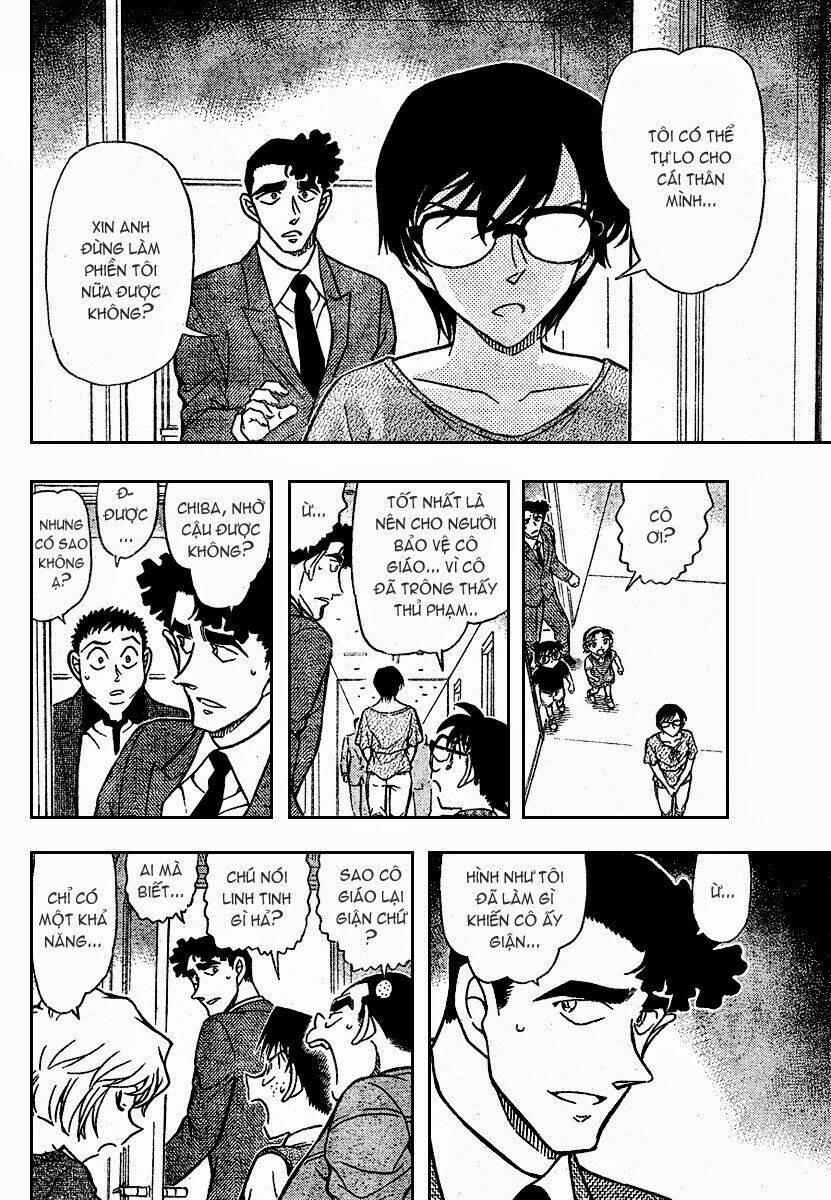 TÔI CÓ THỂ
TỰ LO CHO
CÁI THÂN
MÌNH...
XIN ANH
ĐỪNG LÀM
PHIỀN TÔI
NỮA ĐƯỢC
KHÔNG?
CÔ
ƠI?
TỐT NHẤT LÀ
NÊN CHO NGƯỜI
BẢO VỆ CÔ
GIÁO... VÌ CÔ
ĐÃ TRÔNG THẤY
THỦ PHẠM..
Ừ...
CHIBA, NHỜ
CẬU ĐƯỢC
KHÔNG?
Đ-
ĐƯỢC
...
NHƯNG
CÓ SAO
KHÔNG
Ạ?
Ừ...
HÌNH NHƯ TÔI
ĐÃ LÀM GÌ
KHIẾN CÔ ẤY
GIẬN...
SAO CÔ
GIÁO LẠI
GIẬN CHỨ
?
CHÚ NÓI
LINH TINH
GÌ HẢ?
AI MÀ
BIẾT...
CHỈ CÓ
MỘT KHẢ
NĂNG...